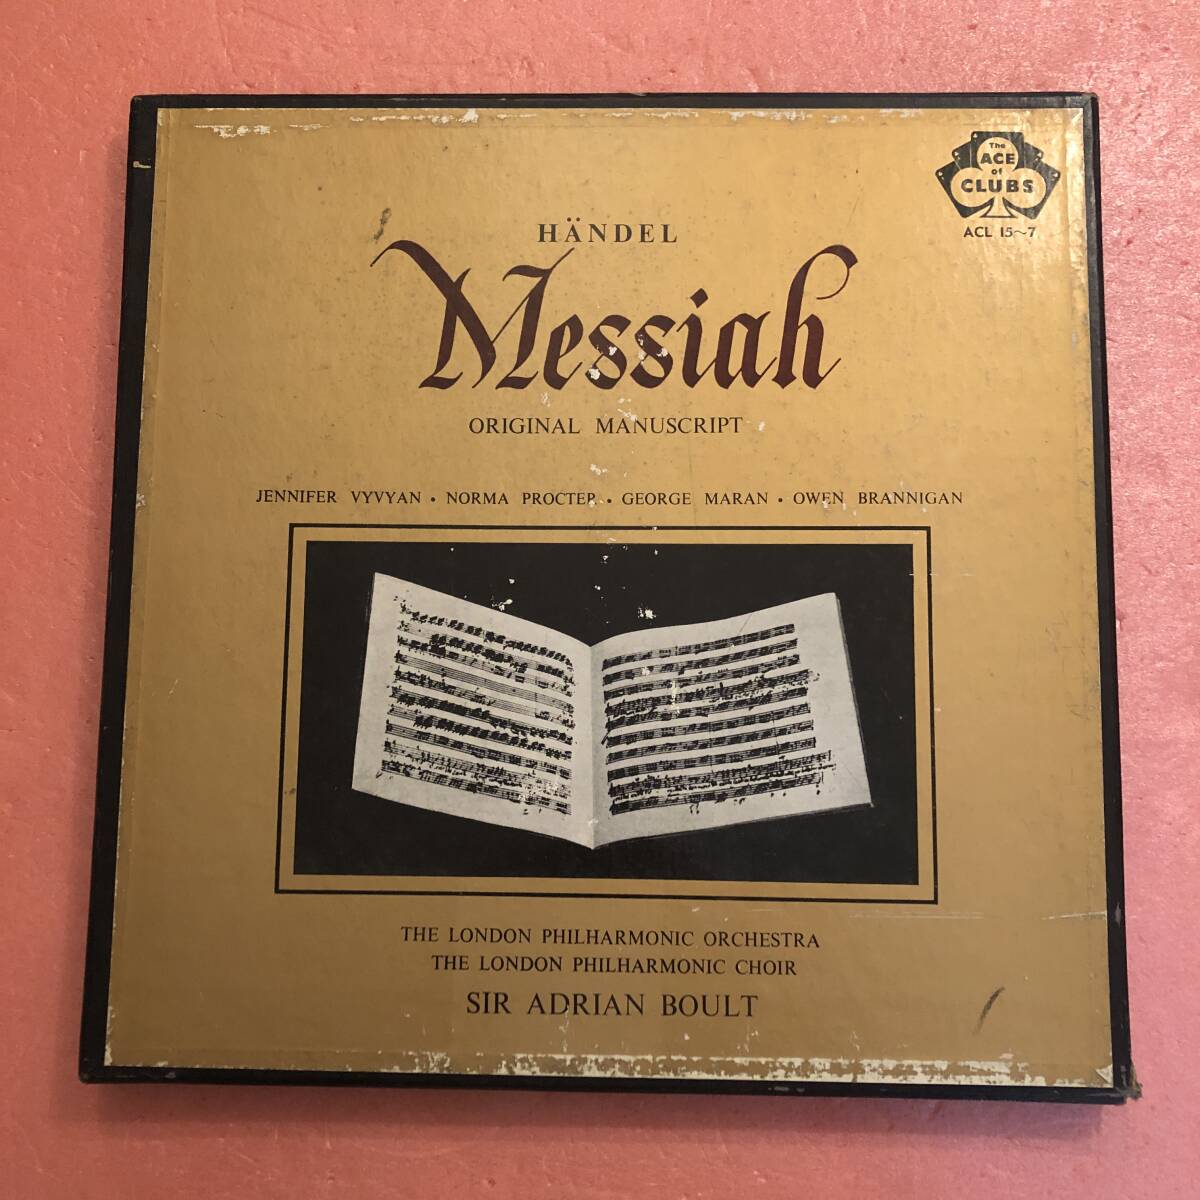 The
ACE
of
CLUBS
ACL 15~7
HÄNDEL
Messiah
ORIGINAL MANUSCRIPT
JENNIFER VYVYAN • NORMA PROCTER • GEORGE MARAN • OWEN BRANNIGAN
THE LONDON PHILHARMONIC ORCHESTRA
THE LONDON PHILHARMONIC CHOIR
SIR ADRIAN BOULT